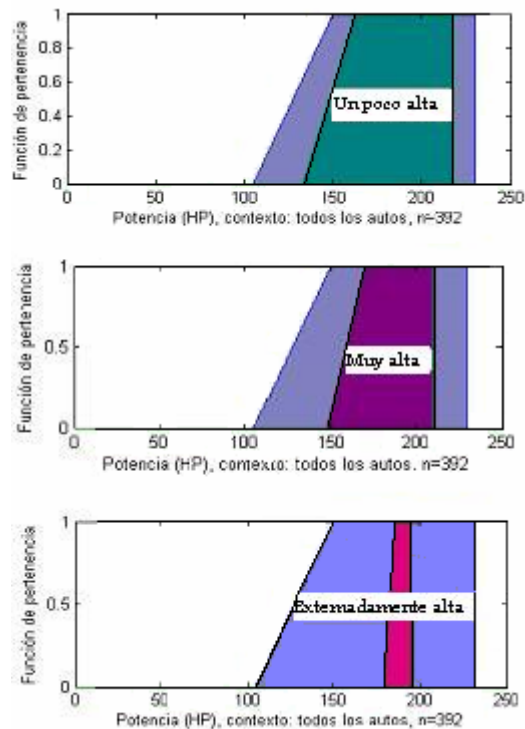 Función de pertenencia
1
0.8
0.6
0.4
0.2
0
Un poco alta
0 50 100 150 200 250
Potencia (HP), contexto: todos los autos, n=392
Función de pertenencia
1
0.5
0
Muy alta
0 50 100 150 200 250
Potencia (HP), contexto: todos los autos. n=392
Función de pertenencia
1
0.5
0
Extemadamente alta
0 50 100 150 200 250
Potencia (HP), contexto: todos los autos, n=392